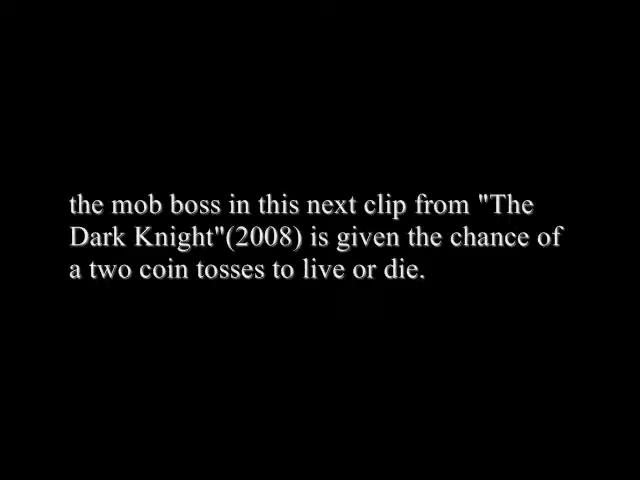 the mob boss in this next clip from "The
Dark Knight"(2008) is given the chance of
a two coin tosses to live or die.